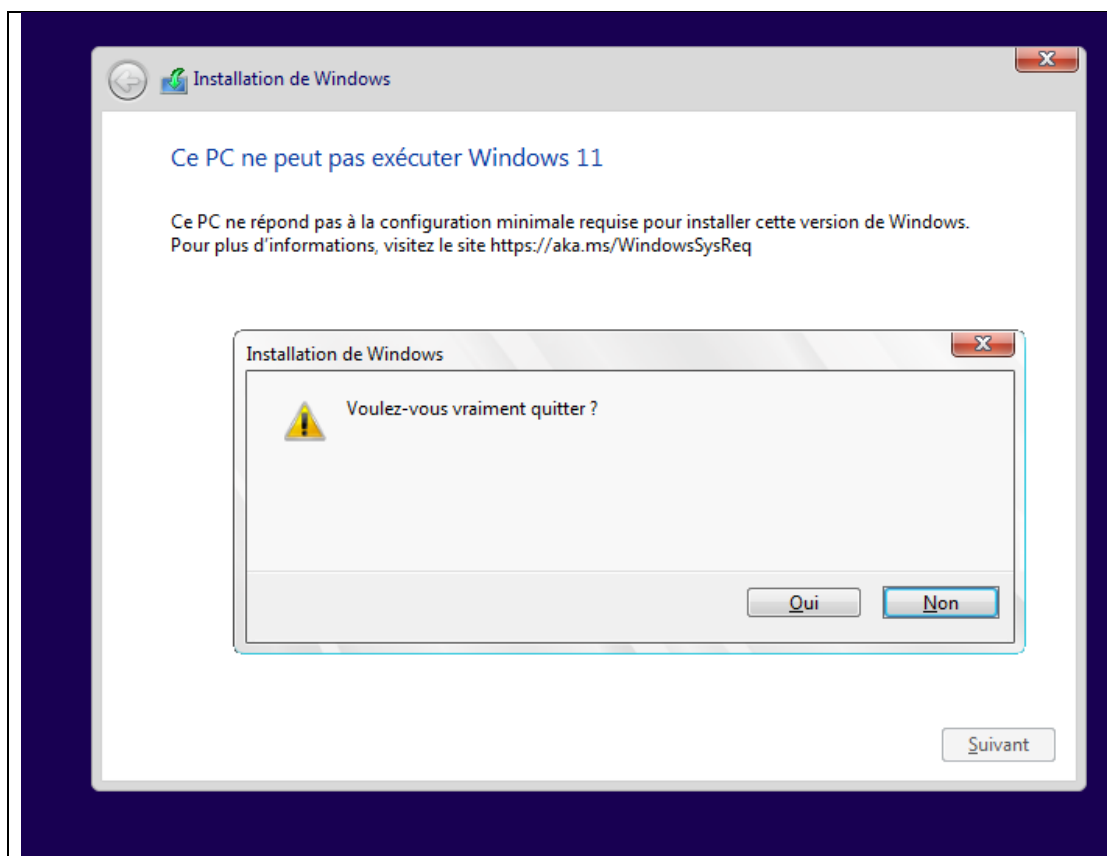 Installation de Windows
Ce PC ne peut pas exécuter Windows 11
Ce PC ne répond pas à la configuration minimale requise pour installer cette version de Windows.
Pour plus d'informations, visitez le site https://aka.ms/WindowsSysReq
Installation de Windows
Voulez-vous vraiment quitter ?
Oui Non
Suivant